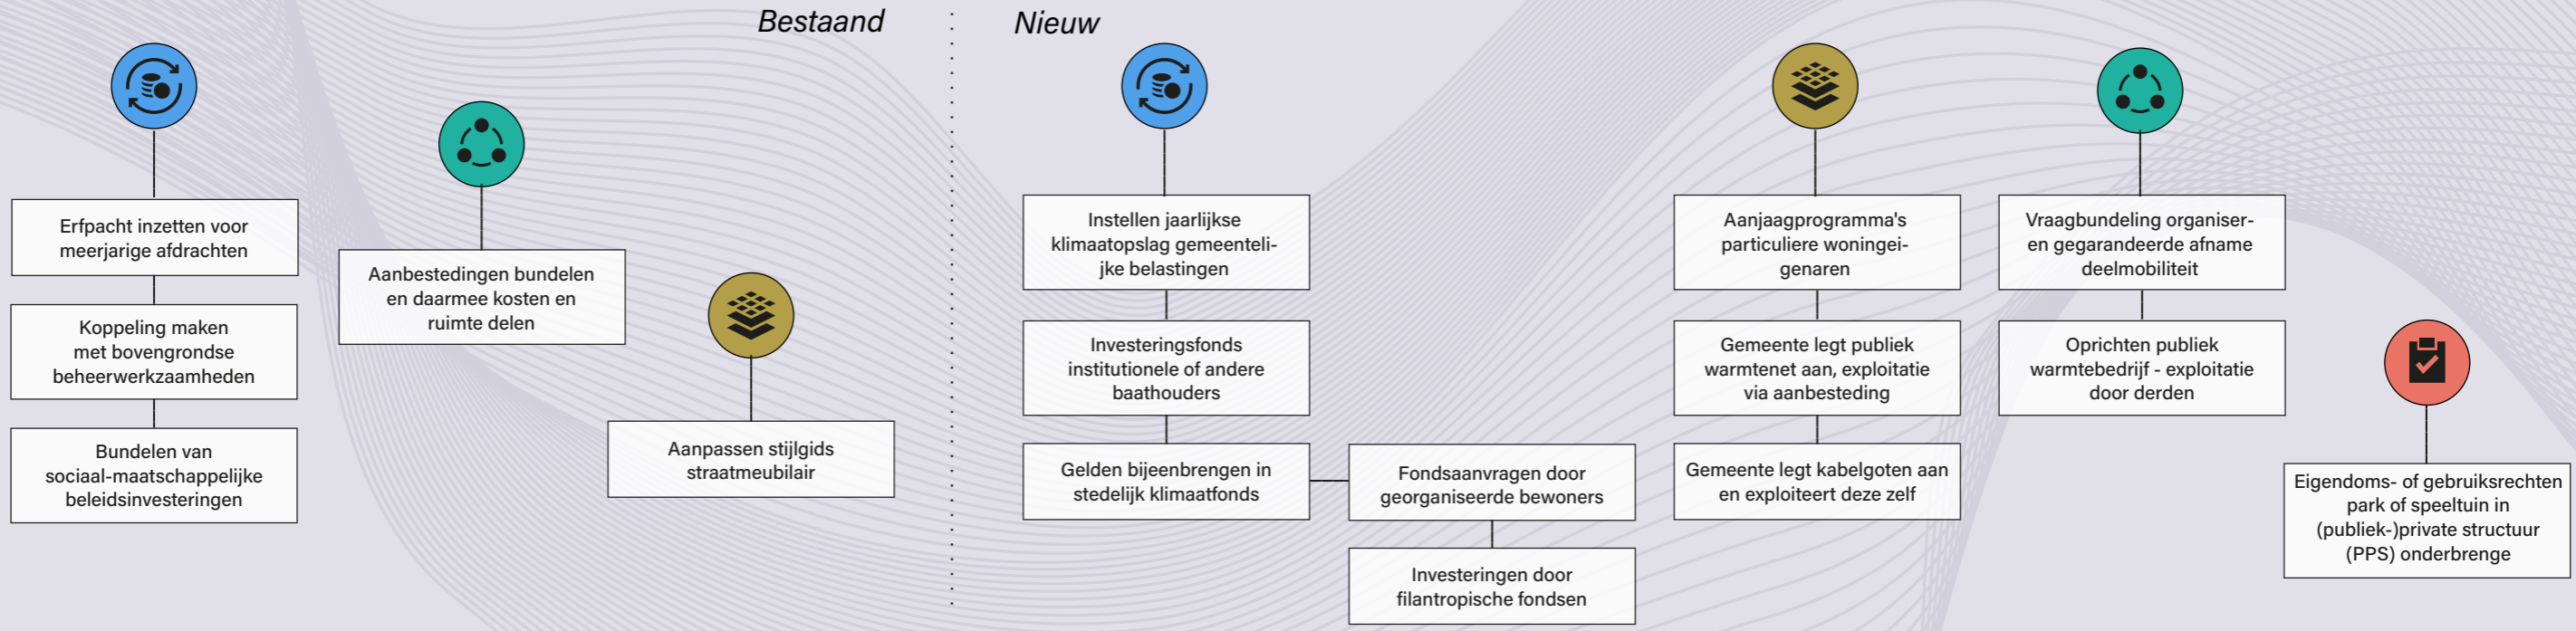 Bestaand
Erfpacht inzetten voor
meerjarige afdrachten
Koppeling maken
met bovengrondse
beheerwerkzaamheden
Bundelen van
sociaal-maatschappelijke
beleidsinvesteringen
Aanbestedingen bundelen
en daarmee kosten en
ruimte delen
Aanpassen stijlgids
straatmeubilair
Nieuw
Instellen jaarlijkse
klimaatopslag gemeenteli-
jke belastingen
Investeringsfonds
institutionele of andere
baathouders
Gelden bijeenbrengen in
stedelijk klimaatfonds
Fondsaanvragen door
georganiseerde bewoners
Investeringen door
filantropische fondsen
Aanjaagprogramma's
particuliere woningei-
genaren
Gemeente legt publiek
warmtenet aan, exploitatie
via aanbesteding
Gemeente legt kabelgoten aan
en exploiteert deze zelf
Vraagbundeling organiser-
en gegarandeerde afname
deelmobiliteit
Oprichten publiek
warmtebedrijf - exploitatie
door derden
Eigendoms- of gebruiksrechten
park of speeltuin in
(publiek-)private structuur
(PPS) onderbrenge